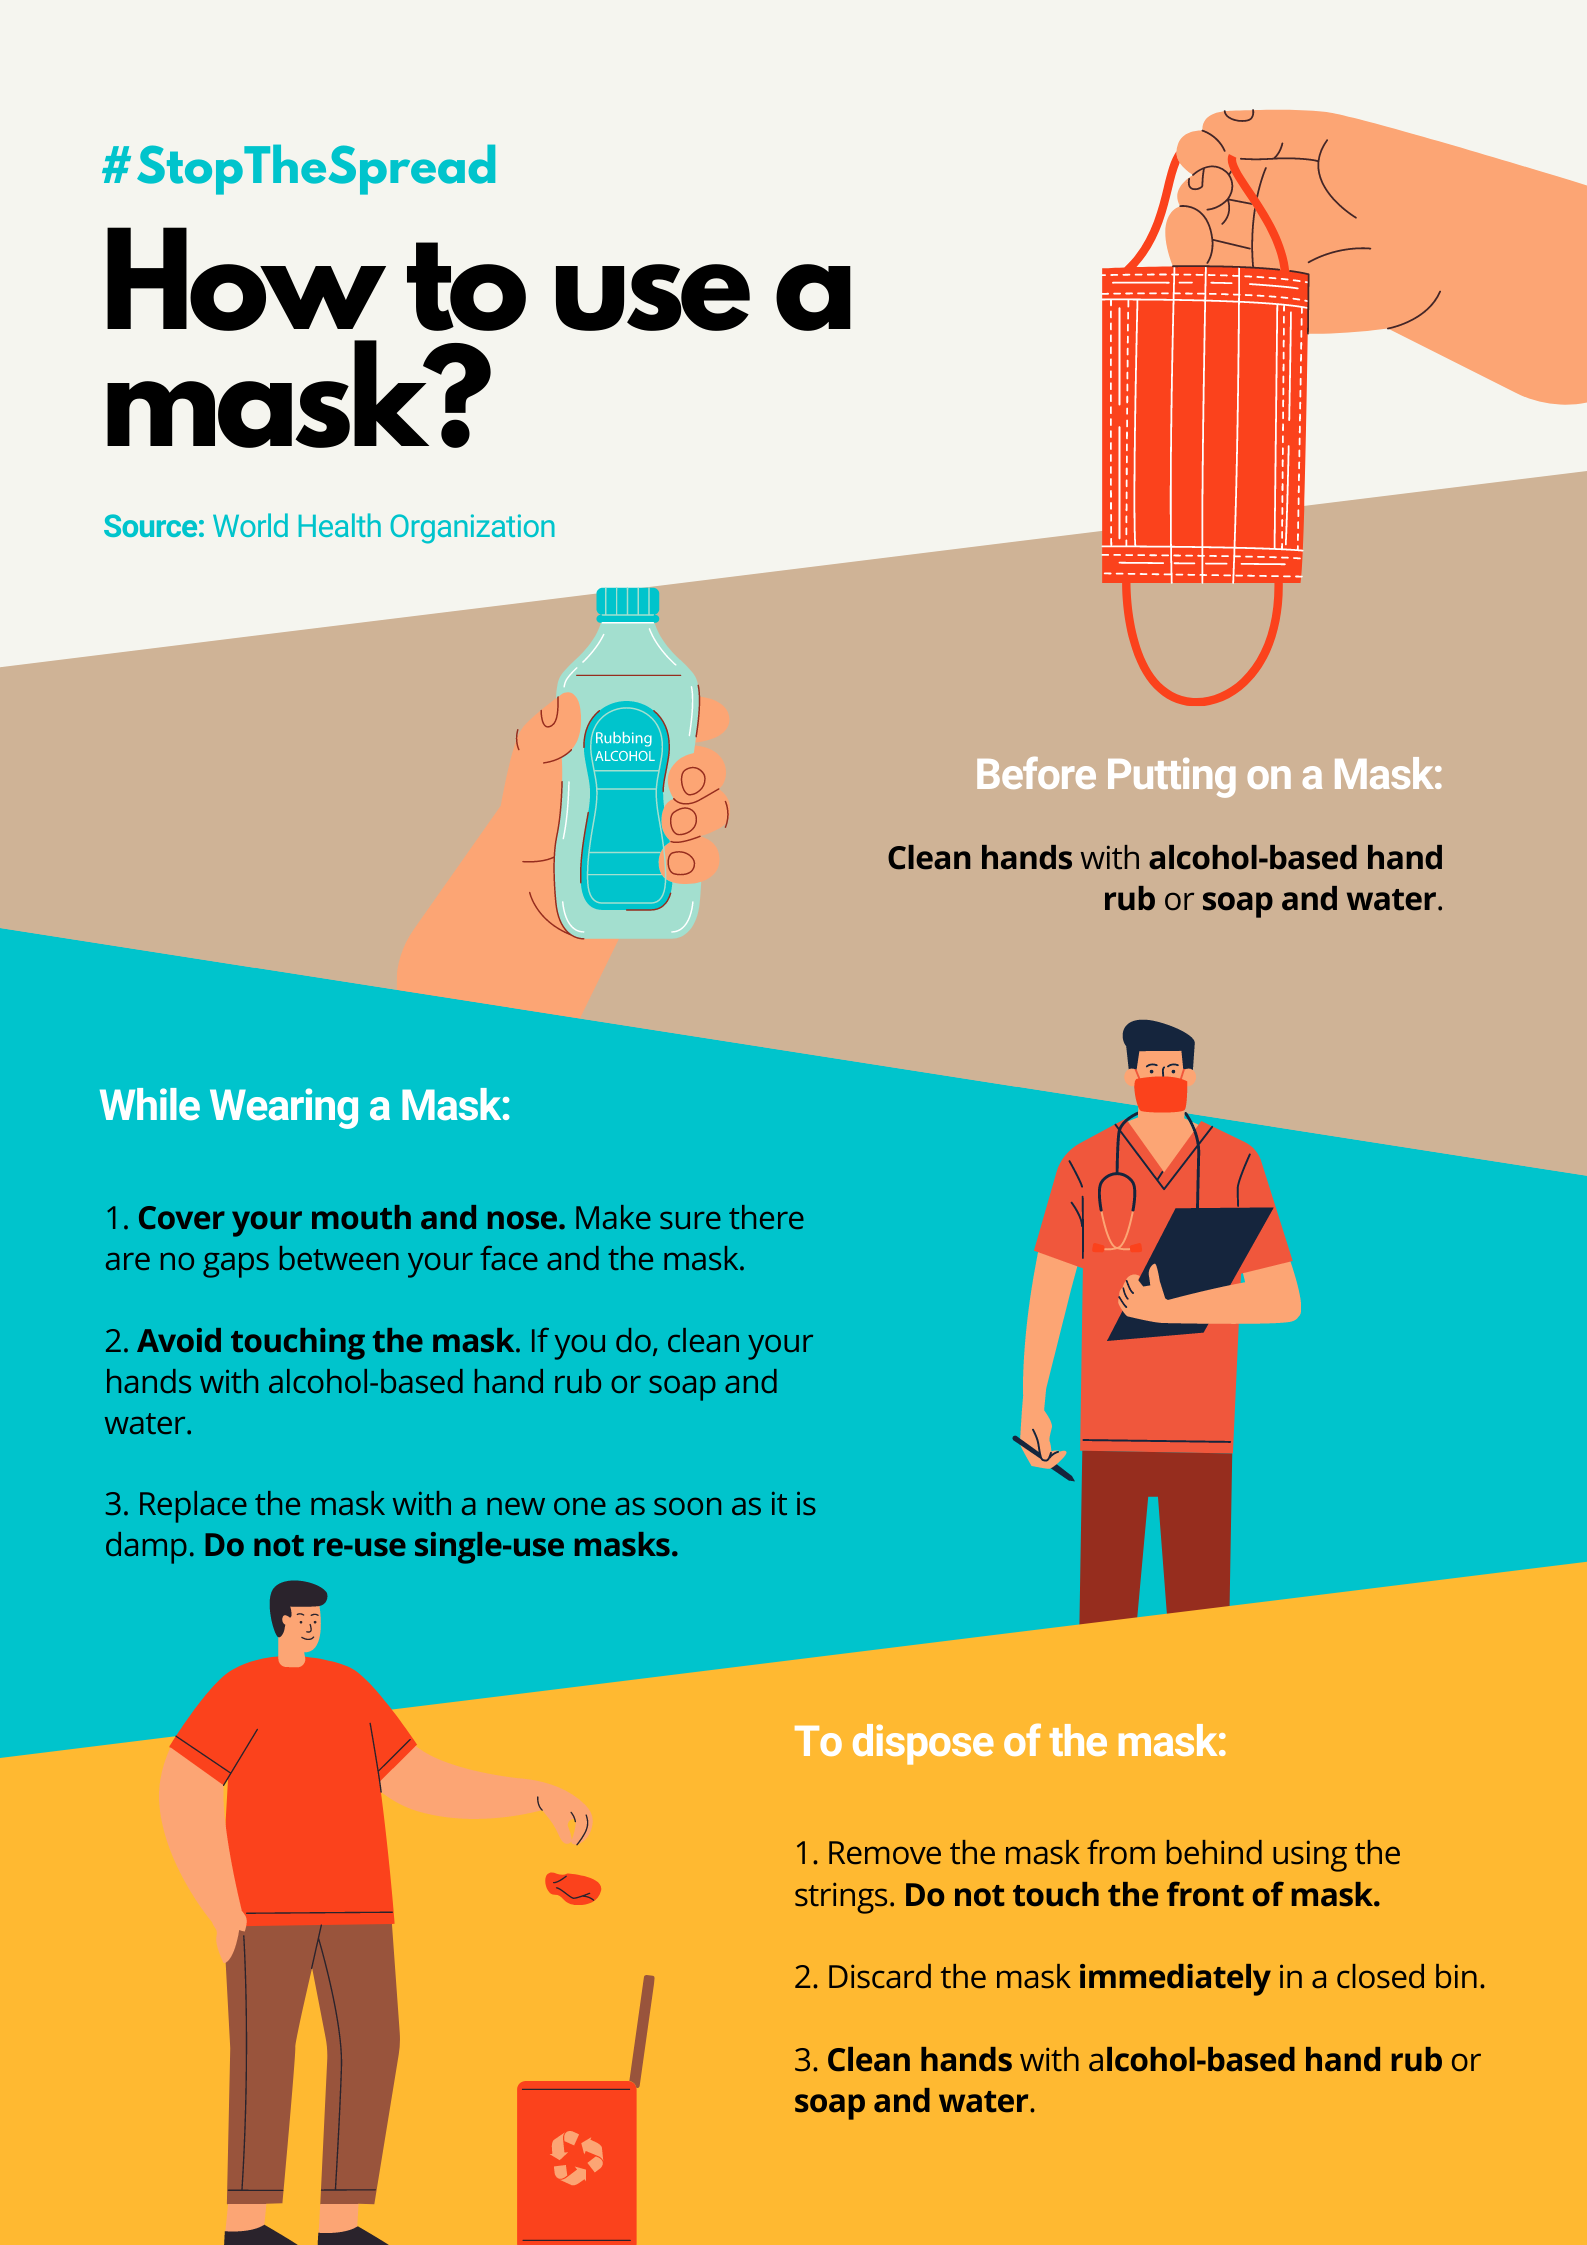 #StopTheSpread
How to use a
mask?
Source: World Health Organization
Rubbing
ALCOHOL
Before Putting on a Mask:
Clean hands with alcohol-based hand
rub or soap and water.
While Wearing a Mask:
1. Cover your mouth and nose. Make sure there
are no gaps between your face and the mask.
2. Avoid touching the mask. If you do, clean your
hands with alcohol-based hand rub or soap and
water.
3. Replace the mask with a new one as soon as it is
damp. Do not re-use single-use masks.
To dispose of the mask:
1. Remove the mask from behind using the
strings. Do not touch the front of mask.
2. Discard the mask immediately in a closed bin.
3. Clean hands with alcohol-based hand rub or
soap and water.